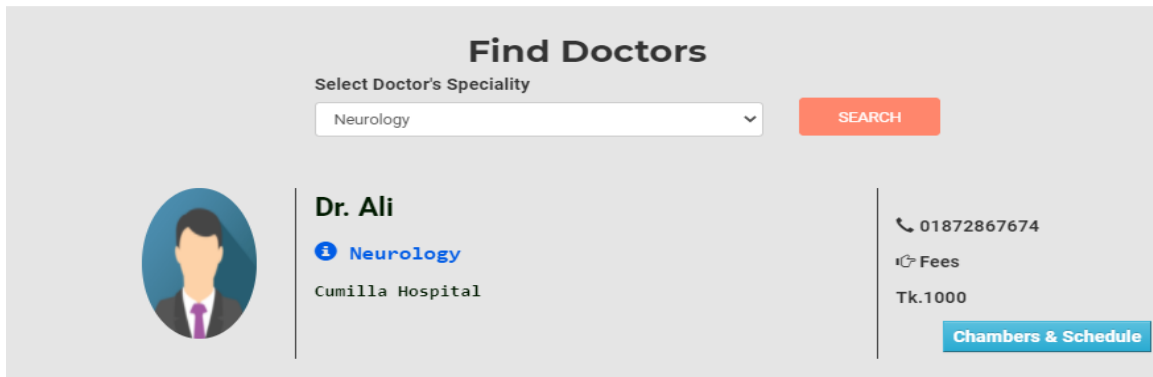 Find Doctors
Select Doctor's Speciality
Neurology
SEARCH
Dr. Ali
Neurology
Cumilla Hospital
01872867674
Fees
Tk.1000
Chambers & Schedule